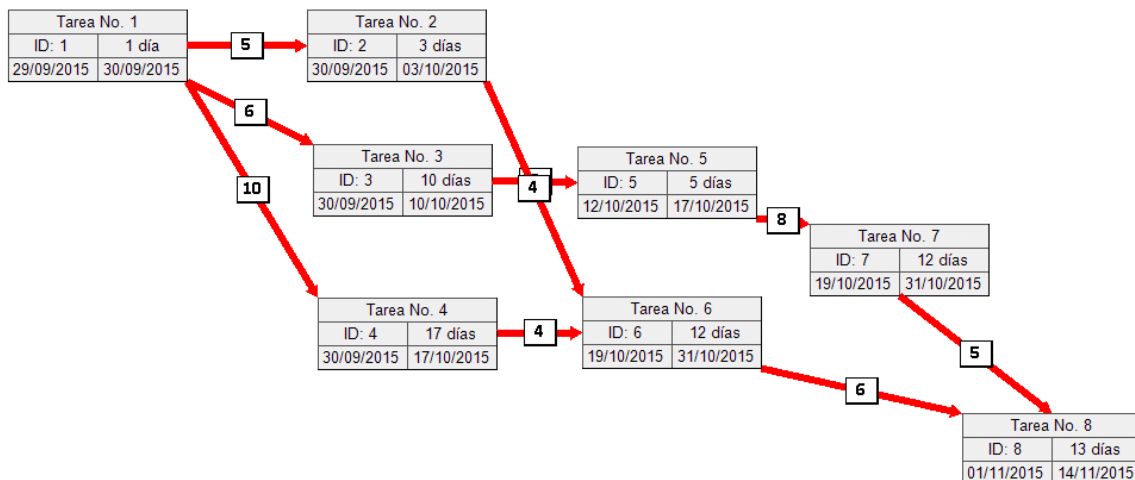 Tarea No. 1
ID: 1 1 día
29/09/2015 30/09/2015
5
Tarea No. 2
ID: 2 3 días
30/09/2015 03/10/2015
6
10
Tarea No. 3
ID: 3 10 días
30/09/2015 10/10/2015
4
Tarea No. 5
ID: 5 5 días
12/10/2015 17/10/2015
8
Tarea No. 7
ID: 7 12 días
19/10/2015 31/10/2015
Tarea No. 4
ID: 4 17 días
30/09/2015 17/10/2015
4
Tarea No. 6
ID: 6 12 días
19/10/2015 31/10/2015
5
6
Tarea No. 8
ID: 8 13 días
01/11/2015 14/11/2015